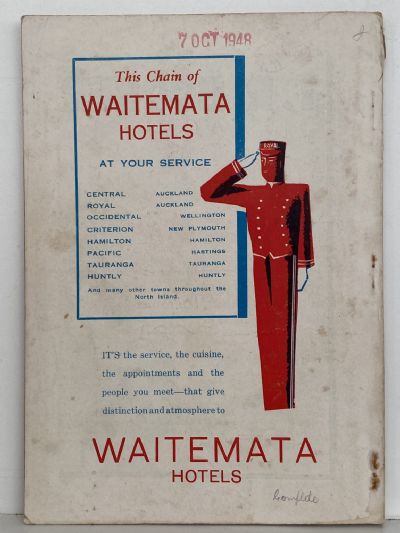 7 OCT 1948
This Chain of
WAITEMATA
HOTELS
AT YOUR SERVICE
CENTRAL AUCKLAND
ROYAL AUCKLAND
OCCIDENTAL WELLINGTON
CRITERION NEW PLYMOUTH
HAMILTON HAMILTON
PACIFIC HASTINGS
TAURANGA TAURANGA
HUNTLY HUNTLY
And many other towns throughout the
North Island.
ROYAL
IT'S the service, the cuisine,
the appointments and the
people you meet—that give
distinction and atmosphere to
WAITEMATA
HOTELS
Complete